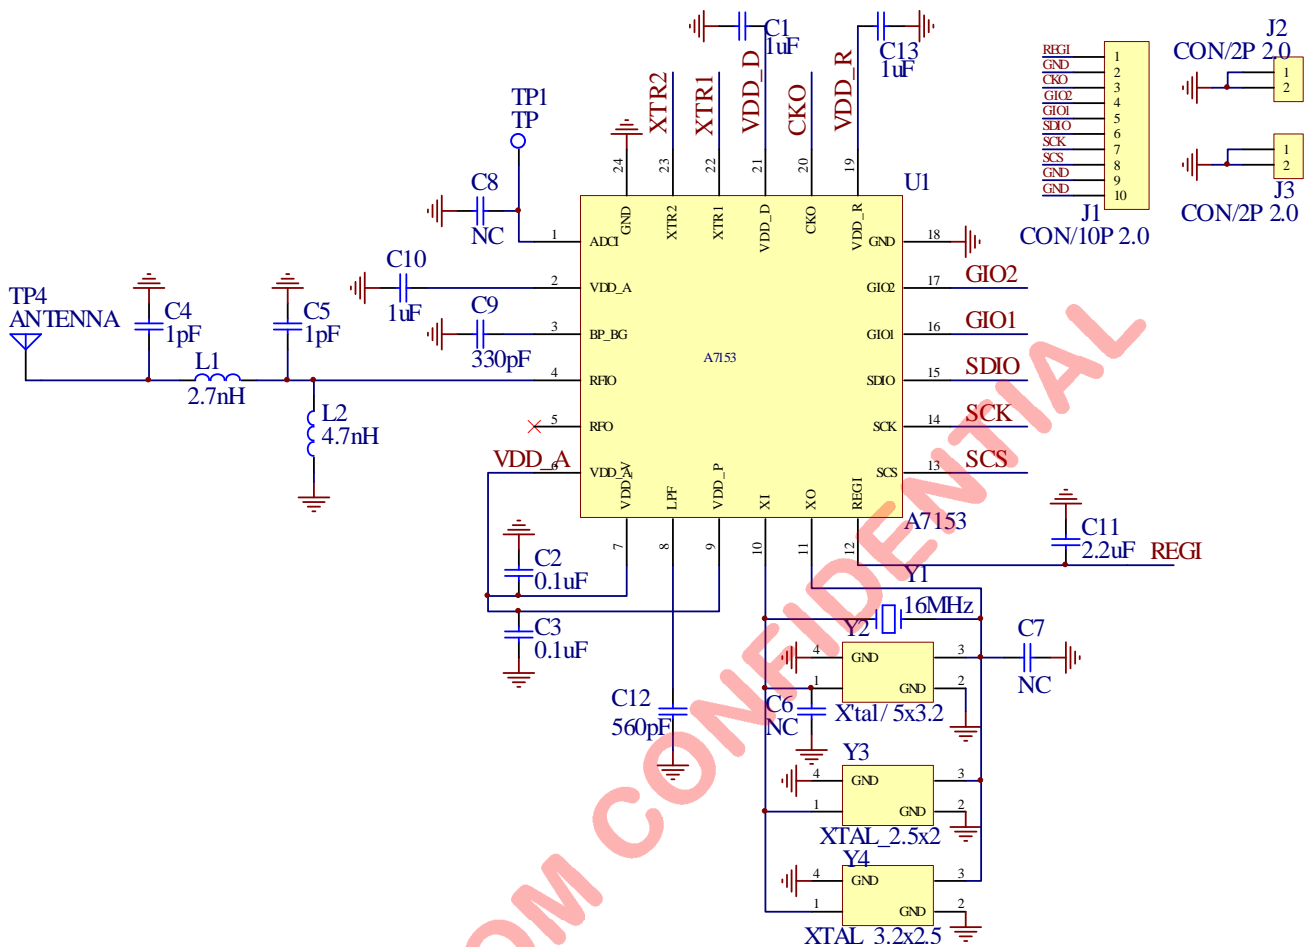 C1
1uF
C13
1uF
J2
CON/2P 2.0
1
2
REGI
GND
CKO
GIO2
GIO1
SDIO
SCK
SCS
GND
GND
1
2
3
4
5
6
7
8
9
10
J1
CON/10P 2.0
1
2
J3
CON/2P 2.0
XTR2
XTR1
VDD_D
CKO
VDD_R
TP1
TP
24
23
22
21
20
19
U1
GND
XTR2
XTR1
VDD_D
CKO
VDD_R
C8
NC
1
ADCI
GND
18
C10
1uF
2
VDD_A
GIO2
17
GIO2
C9
330pF
3
BP_BG
GIO1
16
GIO1
TP4
ANTENNA
C4
1pF
C5
1pF
A7153
L1
2.7nH
4
RFIO
SDIO
15
SDIO
L2
4.7nH
5
RFO
SCK
14
SCK
VDD_A
6
VDD_A
SCS
13
SCS
VDD_V
LPF
VDD_P
XI
XO
REGI
A7153
7
8
9
10
11
12
C11
2.2uF
REGI
C2
0.1uF
C3
0.1uF
Y1
16MHz
C7
NC
Y2
4
GND
3
1
GND
2
X'tal/ 5x3.2
C6
NC
C12
560pF
Y3
4
GND
3
1
GND
2
XTAL_2.5x2
Y4
4
GND
3
1
GND
2
XTAL_3.2x2.5
OM CONFIDENTIAL